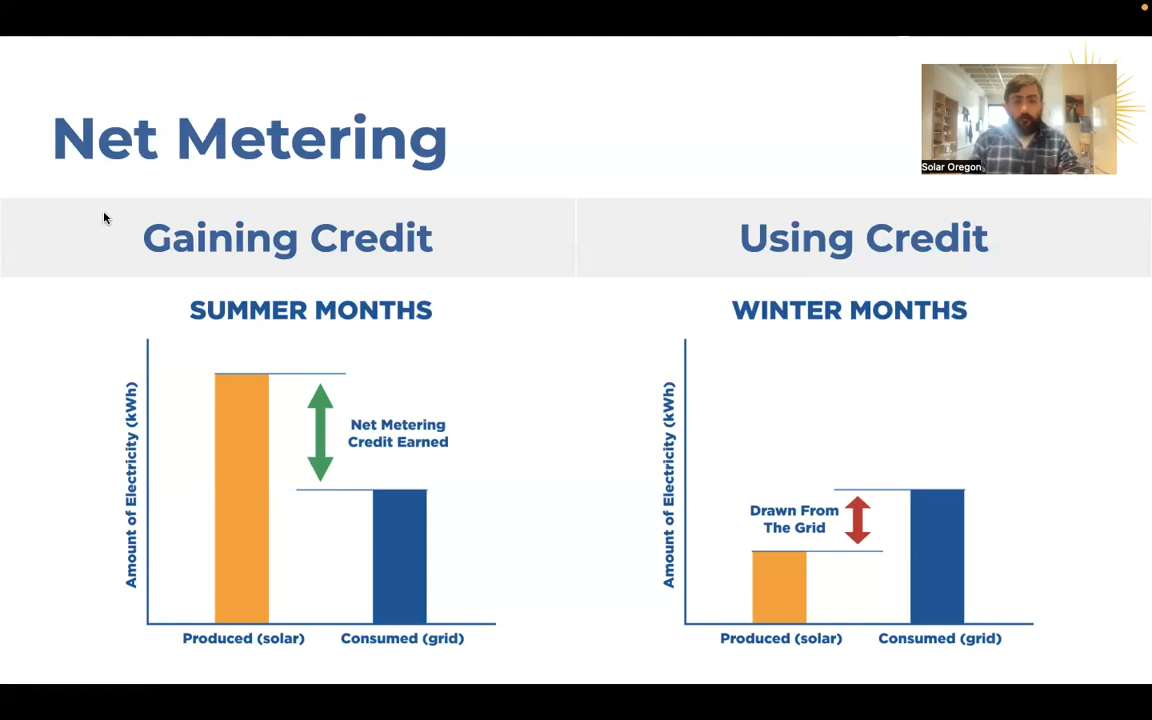 Net Metering
Solar Oregon
Gaining Credit
Using Credit
SUMMER MONTHS
Amount of Electricity (kWh)
Net Metering
Credit Earned
Produced (solar)
Consumed (grid)
WINTER MONTHS
Amount of Electricity (kWh)
Drawn From
The Grid
Produced (solar)
Consumed (grid)